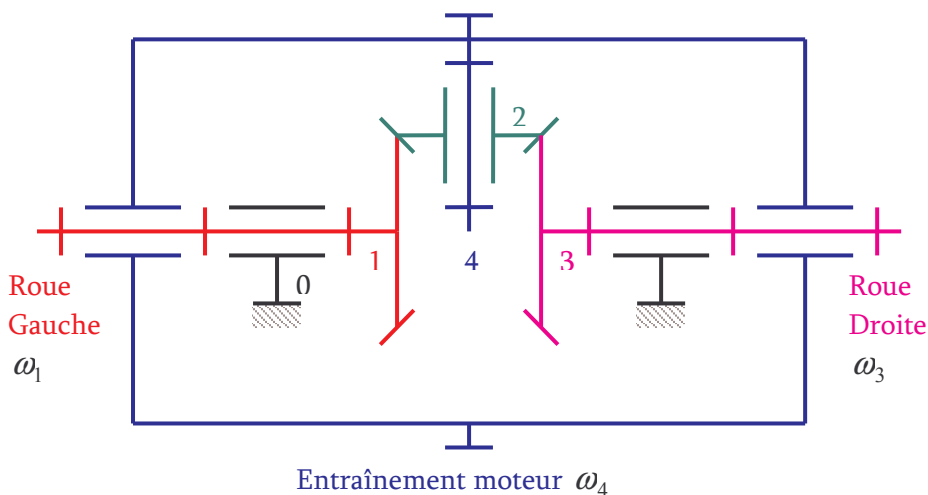 2
1
4
3
0
Roue
Gauche
ω₁
Roue
Droite
ω₃
Entraînement moteur ω₄